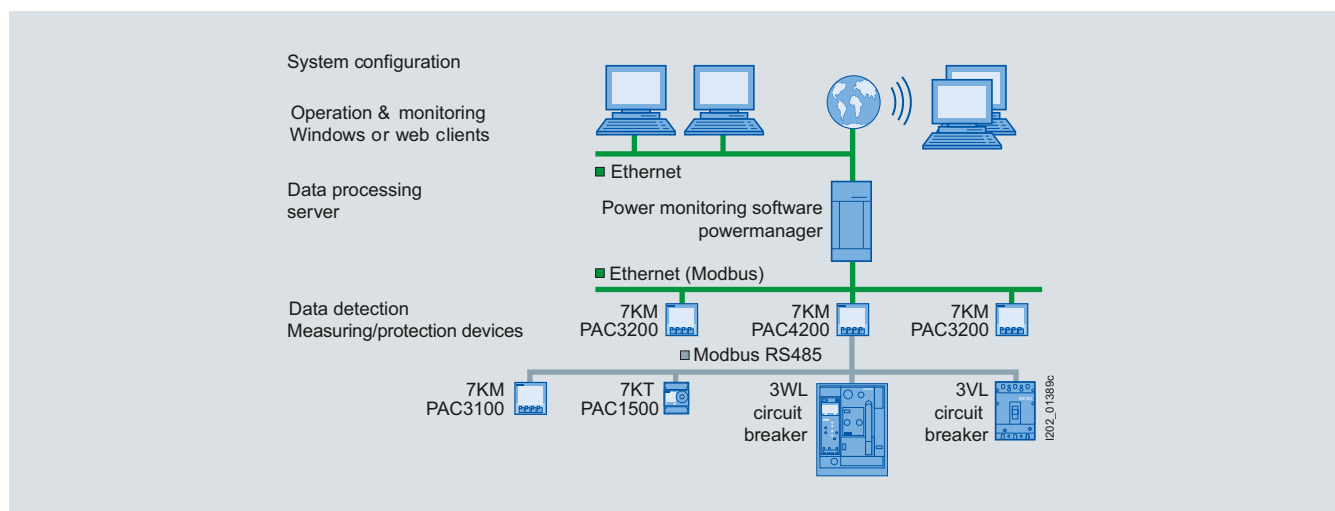 System configuration
Operation & monitoring
Windows or web clients
Ethernet
Data processing
server
Power monitoring software
powermanager
Ethernet (Modbus)
Data detection
Measuring/protection devices
7KM
PAC3200
7KM
PAC4200
7KM
PAC3200
Modbus RS485
7KM
PAC3100
7KT
PAC1500
3WL
circuit
breaker
3VL
circuit
breaker
I202_01389c